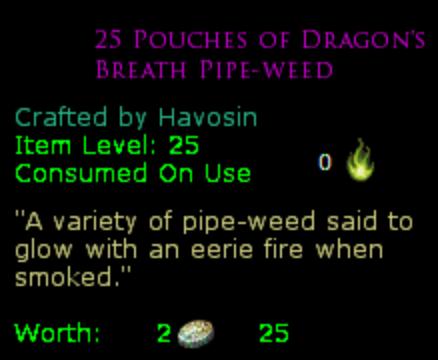 25 Pouches of Dragon's
Breath Pipe-weed
Crafted by Havosin
Item Level: 25
Consumed On Use
0
"A variety of pipe-weed said to
glow with an eerie fire when
smoked."
Worth: 2 25